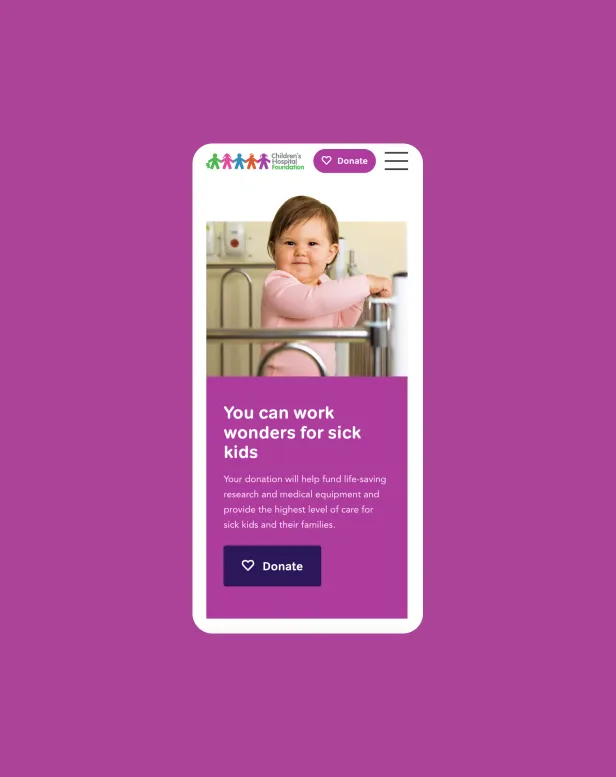 Children's
Hospital
Foundation
Donate
You can work
wonders for sick
kids
Your donation will help fund life-saving
research and medical equipment and
provide the highest level of care for
sick kids and their families.
Donate